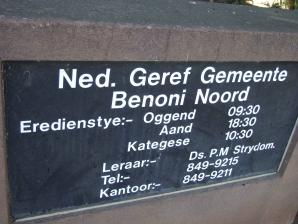 Ned. Geref Gemeente
Benoni Noord
Eredienstye:- Oggend 09:30
Aand 18:30
Kategese 10:30
Leraar:- Ds. P.M Strydom.
Tel:- 849-9215
Kantoor:- 849-9211